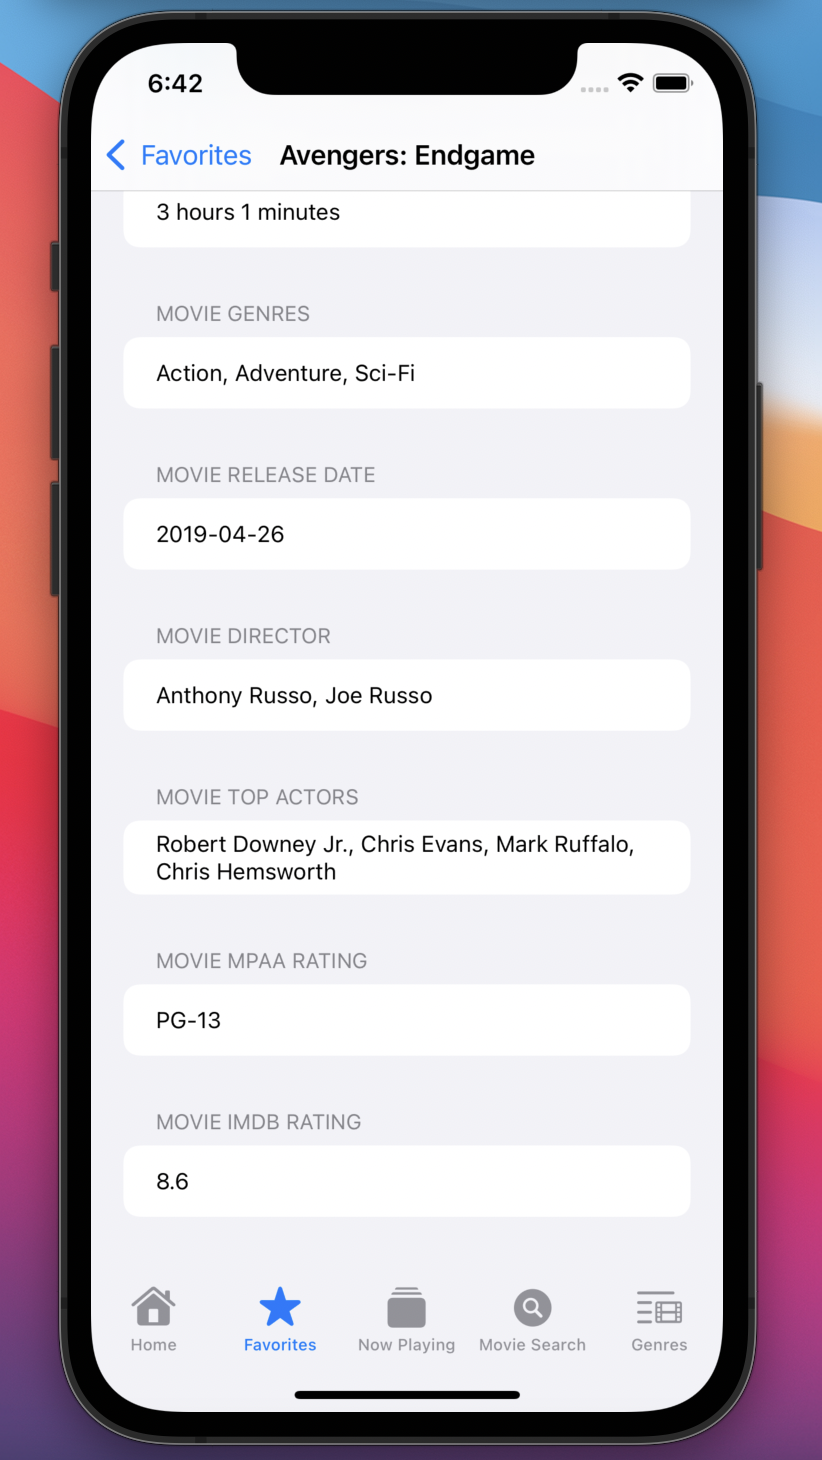 6:42
Favorites Avengers: Endgame
3 hours 1 minutes
MOVIE GENRES
Action, Adventure, Sci-Fi
MOVIE RELEASE DATE
2019-04-26
MOVIE DIRECTOR
Anthony Russo, Joe Russo
MOVIE TOP ACTORS
Robert Downey Jr., Chris Evans, Mark Ruffalo,
Chris Hemsworth
MOVIE MPAA RATING
PG-13
MOVIE IMDB RATING
8.6
Home Favorites Now Playing Movie Search Genres